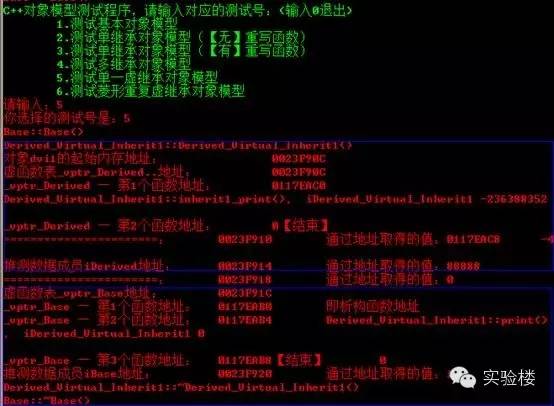 C++对象模型测试程序, 请输入对应的测试号: (输入0退出)
1.测试基本对象模型
2.测试单继承对象模型（【无】重写函数）
3.测试单继承对象模型（【有】重写函数）
4.测试多继承对象模型
5.测试单一虚继承对象模型
6.测试菱形重复虚继承对象模型
请输入: 5
你选择的测试号是: 5
Base::Base()
Derived_Virtual_Inherit1::Derived_Virtual_Inherit1()
对象dvi1的起始内存地址: 0023F90C
虚函数表_vptr_Derived..地址: 0023F90C
_vptr_Derived — 第1个函数地址: 0117EAC0
Derived_Virtual_Inherit1::inherit1_print(), iDerived_Virtual_Inherit1 -236388352
_vptr_Derived — 第2个函数地址: 0【结束】
=======================: 0023F910 通过地址取得的值: 0117EAC8 -4
推测数据成员iDerived地址: 0023F914 通过地址取得的值: 88888
=======================: 0023F918 通过地址取得的值: 0
虚函数表_vptr_Base地址: 0023F91C
_vptr_Base — 第1个函数地址: 0117EAB0 即析构函数地址
_vptr_Base — 第2个函数地址: 0117EAB4 Derived_Virtual_Inherit1::print()
, iDerived_Virtual_Inherit1 0
_vptr_Base — 第3个函数地址: 0117EAB8【结束】 0
推测数据成员iBase地址: 0023F920 通过地址取得的值:
Derived_Virtual_Inherit1::~Derived_Virtual_Inherit1()
Base::~Base()
实验楼